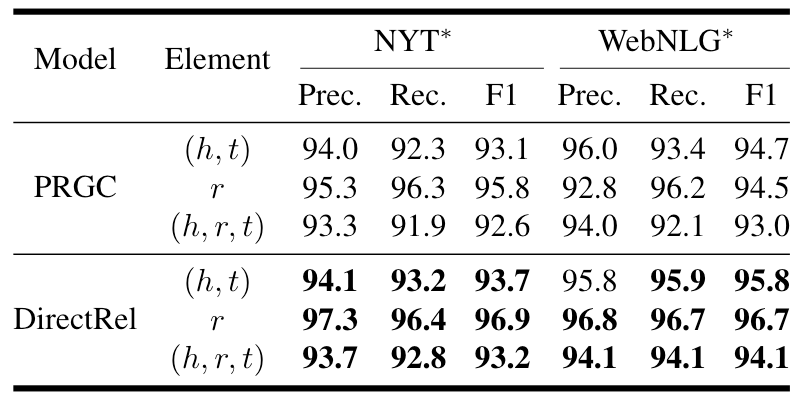 Model Element NYT* WebNLG*
Prec. Rec. F1 Prec. Rec. F1
(h, t) 94.0 92.3 93.1 96.0 93.4 94.7
PRGC r 95.3 96.3 95.8 92.8 96.2 94.5
(h, r, t) 93.3 91.9 92.6 94.0 92.1 93.0
(h, t) 94.1 93.2 93.7 95.8 95.9 95.8
DirectRel r 97.3 96.4 96.9 96.8 96.7 96.7
(h, r, t) 93.7 92.8 93.2 94.1 94.1 94.1